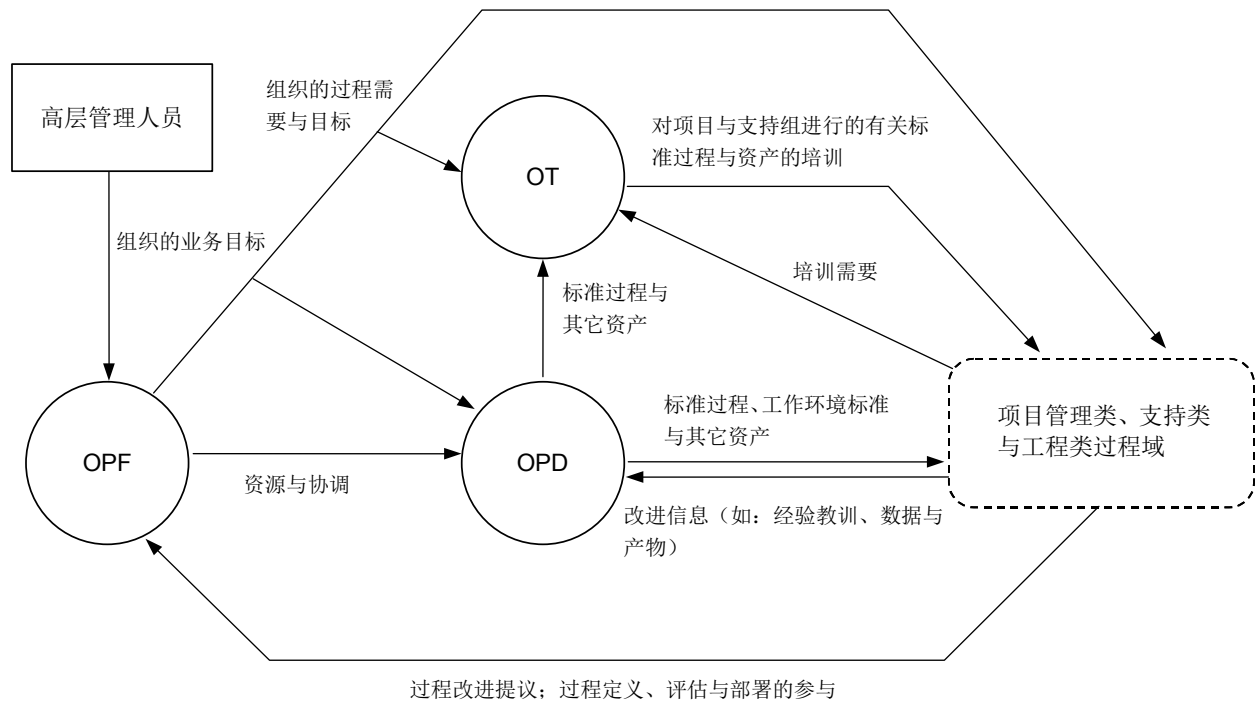 高层管理人员
组织的过程需
要与目标
OT
对项目与支持组进行的有关标
准过程与资产的培训
组织的业务目标
培训需要
标准过程与
其它资产
OPF
资源与协调
OPD
标准过程、工作环境标准
与其它资产
项目管理类、支持类
与工程类过程域
改进信息（如：经验教训、数据与
产物）
过程改进提议；过程定义、评估与部署的参与